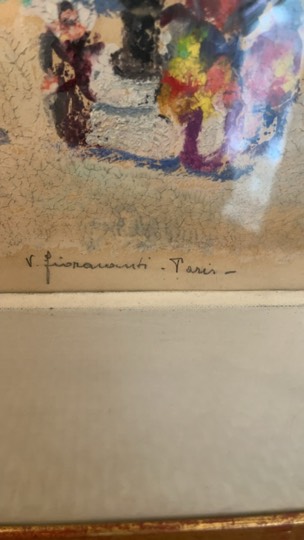 V. Fioravanti - Paris -